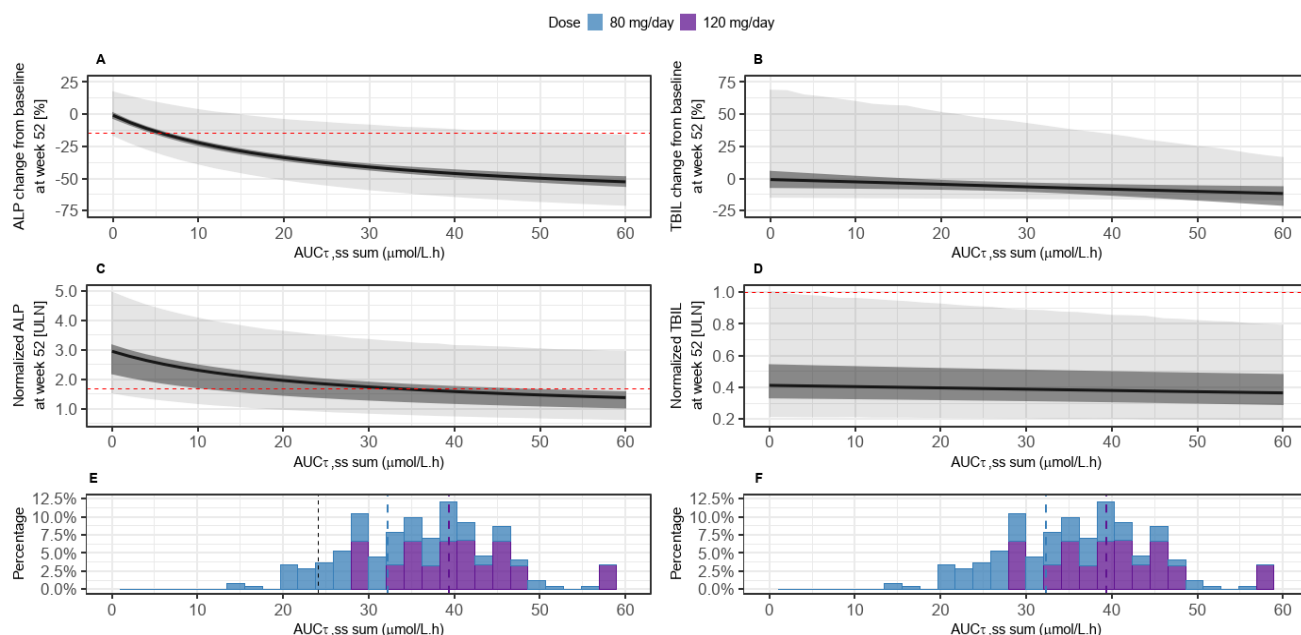 Dose 80 mg/day 120 mg/day
A
ALP change from baseline
at week 52 [%]
25
0
-25
-50
-75
0 10 20 30 40 50 60
AUCτ ,ss sum (μmol/L.h)
B
TBIL change from baseline
at week 52 [%]
75
50
25
0
-25
0 10 20 30 40 50 60
AUCτ ,ss sum (μmol/L.h)
C
Normalized ALP
at week 52 [ULN]
5.0
4.0
3.0
2.0
1.0
0 10 20 30 40 50 60
AUCτ ,ss sum (μmol/L.h)
D
Normalized TBIL
at week 52 [ULN]
1.0
0.8
0.6
0.4
0.2
0 10 20 30 40 50 60
AUCτ ,ss sum (μmol/L.h)
E
Percentage
12.5%
10.0%
7.5%
5.0%
2.5%
0.0%
0 10 20 30 40 50 60
AUCτ ,ss sum (μmol/L.h)
F
Percentage
12.5%
10.0%
7.5%
5.0%
2.5%
0.0%
0 10 20 30 40 50 60
AUCτ ,ss sum (μmol/L.h)